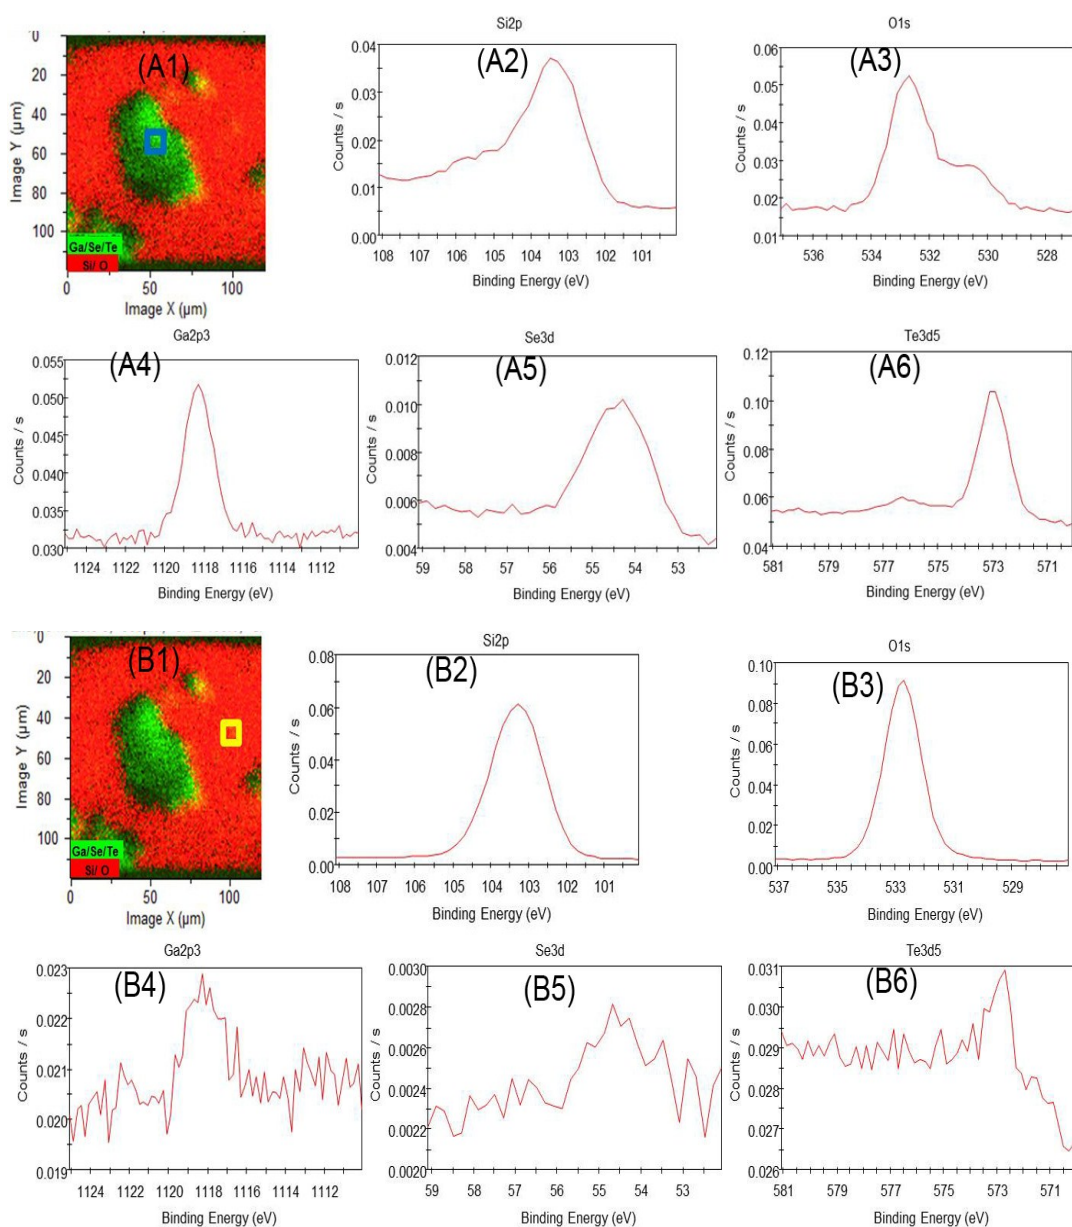 (A1)
0
20
40
60
80
100
Image Y (µm)
Ga/Se/Te
Si/ O
0
50
100
Image X (µm)
Si2p
(A2)
0.04
0.03
0.02
0.01
0.00
Counts / s
108 107 106 105 104 103 102 101
Binding Energy (eV)
O1s
(A3)
0.06
0.05
0.04
0.03
0.02
0.01
Counts / s
536 534 532 530 528
Binding Energy (eV)
Ga2p3
(A4)
0.055
0.050
0.045
0.040
0.035
0.030
Counts / s
1124 1122 1120 1118 1116 1114 1112
Binding Energy (eV)
Se3d
(A5)
0.012
0.010
0.008
0.006
0.004
Counts / s
59 58 57 56 55 54 53
Binding Energy (eV)
Te3d5
(A6)
0.12
0.10
0.08
0.06
0.04
Counts / s
581 579 577 575 573 571
Binding Energy (eV)
(B1)
0
20
40
60
80
100
Image Y (µm)
Ga/Se/Te
Si/ O
0 50 100
Image X (µm)
Si2p
(B2)
0.08
0.06
0.04
0.02
0.00
Counts / s
108 107 106 105 104 103 102 101
Binding Energy (eV)
O1s
(B3)
0.10
0.08
0.06
0.04
0.02
0.00
Counts / s
537 535 533 531 529
Binding Energy (eV)
Ga2p3
(B4)
0.023
0.022
0.021
0.020
0.019
Counts / s
1124 1122 1120 1118 1116 1114 1112
Binding Energy (eV)
Se3d
(B5)
0.0030
0.0028
0.0026
0.0024
0.0022
0.0020
Counts / s
59 58 57 56 55 54 53
Binding Energy (eV)
Te3d5
(B6)
0.031
0.030
0.029
0.028
0.027
0.026
Counts / s
581 579 577 575 573 571
Binding Energy (eV)